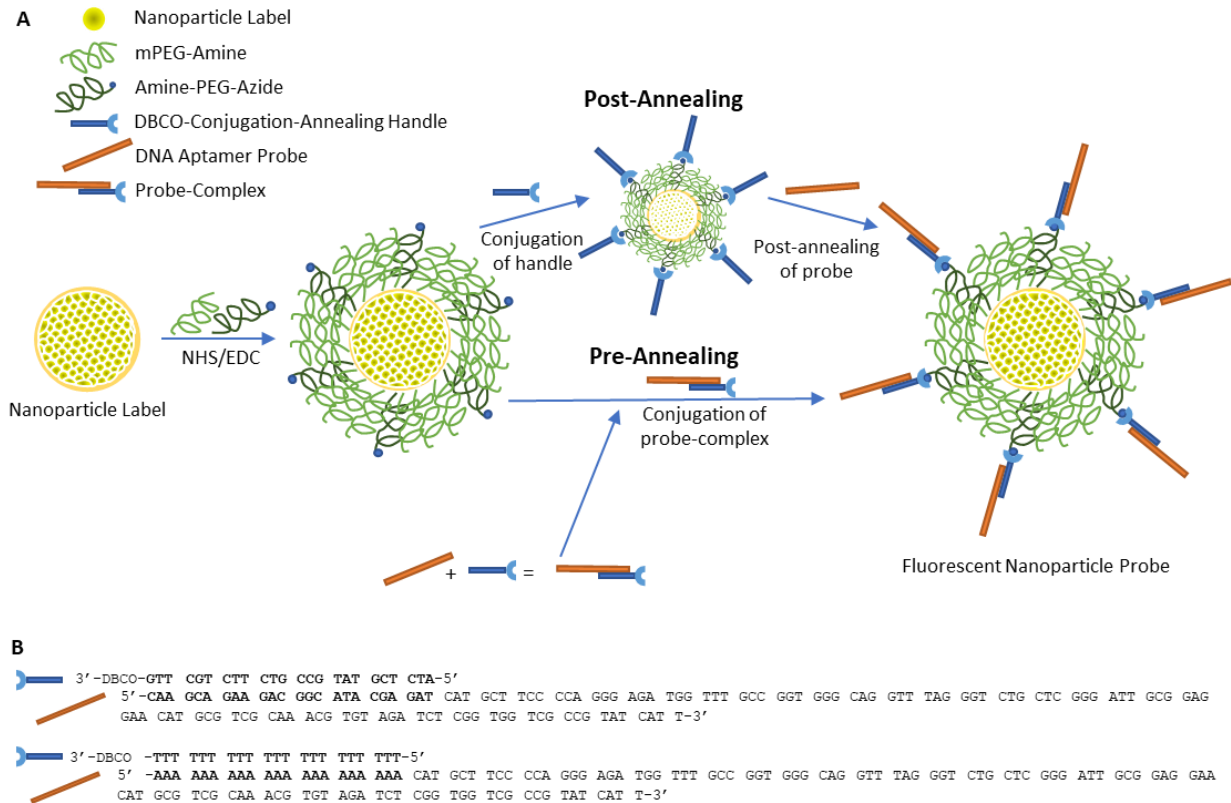 A
Nanoparticle Label
mPEG-Amine
Amine-PEG-Azide
DBCO-Conjugation-Annealing Handle
DNA Aptamer Probe
Probe-Complex
Post-Annealing
Conjugation
of handle
Post-annealing
of probe
NHS/EDC
Nanoparticle Label
Pre-Annealing
Conjugation of
probe-complex
+ =
Fluorescent Nanoparticle Probe
B
3’-DBCO-GTT CGT CTT CTG CCG TAT GCT CTA-5’
5’-CAA GCA GAA GAC GGC ATA CGA GAT CAT GCT TCC CCA GGG AGA TGG TTT GCC GGT GGG CAG GTT TAG GGT CTG CTC GGG ATT GCG GAG
GAA CAT GCG TCG CAA ACG TGT AGA TCT CGG TGG TCG CCG TAT CAT T-3’
3’-DBCO -TTT TTT TTT TTT TTT TTT TTT-5’
5’ -AAA AAA AAA AAA AAA AAA AAA CAT GCT TCC CCA GGG AGA TGG TTT GCC GGT GGG CAG GTT TAG GGT CTG CTC GGG ATT GCG GAG GAA
CAT GCG TCG CAA ACG TGT AGA TCT CGG TGG TCG CCG TAT CAT T-3’